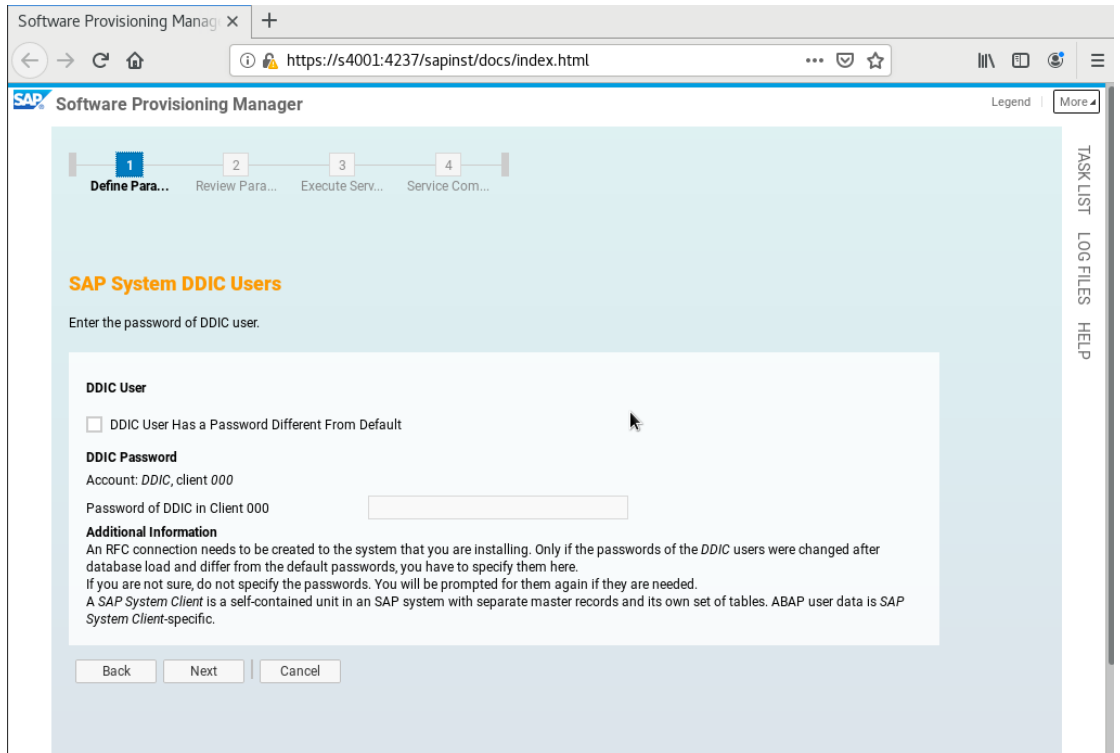 Software Provisioning Manag
https://s4001:4237/sapinst/docs/index.html
SAP Software Provisioning Manager
Legend
More
1 2 3 4
Define Para... Review Para... Execute Serv... Service Com...
TASK LIST
LOG FILES
HELP
SAP System DDIC Users
Enter the password of DDIC user.
DDIC User
DDIC User Has a Password Different From Default
DDIC Password
Account: DDIC, client 000
Password of DDIC in Client 000
Additional Information
An RFC connection needs to be created to the system that you are installing. Only if the passwords of the DDIC users were changed after
database load and differ from the default passwords, you have to specify them here.
If you are not sure, do not specify the passwords. You will be prompted for them again if they are needed.
A SAP System Client is a self-contained unit in an SAP system with separate master records and its own set of tables. ABAP user data is SAP
System Client-specific.
Back Next Cancel